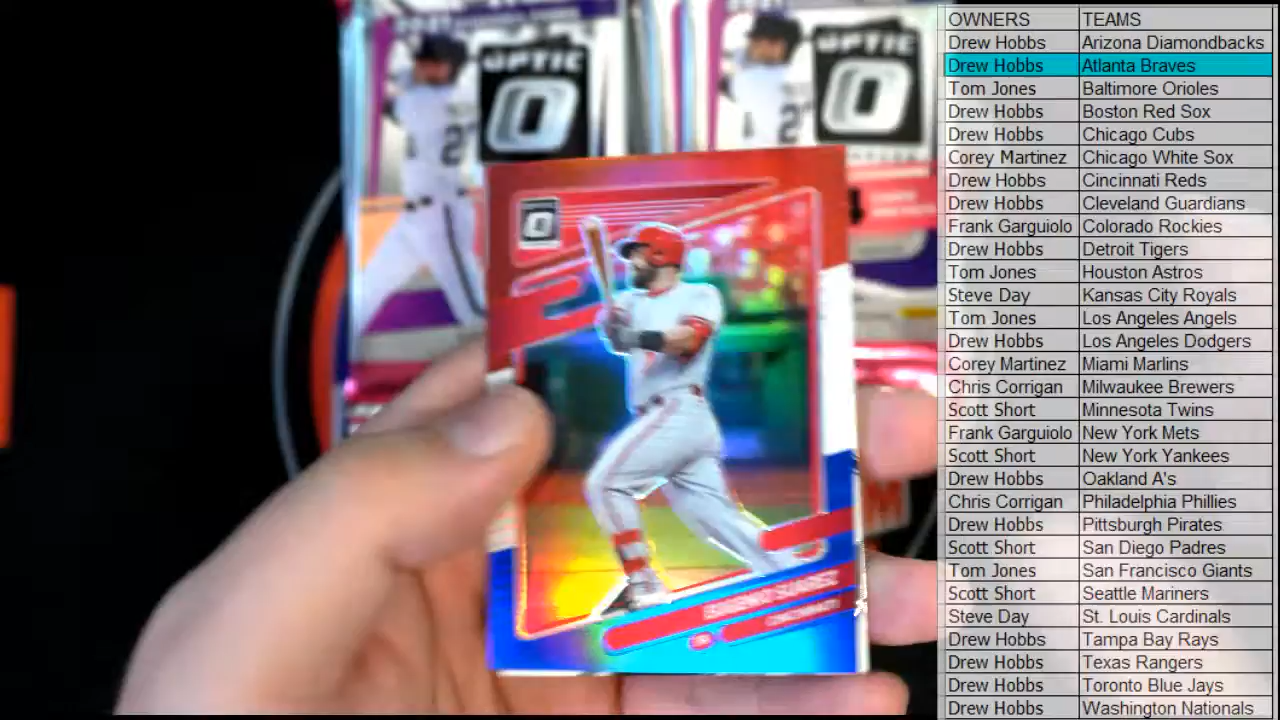 OPTIC
OPTIC
EUGENIO SUAREZ
CINCINNATI
OWNERS TEAMS
Drew Hobbs Arizona Diamondbacks
Drew Hobbs Atlanta Braves
Tom Jones Baltimore Orioles
Drew Hobbs Boston Red Sox
Drew Hobbs Chicago Cubs
Corey Martinez Chicago White Sox
Drew Hobbs Cincinnati Reds
Drew Hobbs Cleveland Guardians
Frank Garguiolo Colorado Rockies
Drew Hobbs Detroit Tigers
Tom Jones Houston Astros
Steve Day Kansas City Royals
Tom Jones Los Angeles Angels
Drew Hobbs Los Angeles Dodgers
Corey Martinez Miami Marlins
Chris Corrigan Milwaukee Brewers
Scott Short Minnesota Twins
Frank Garguiolo New York Mets
Scott Short New York Yankees
Drew Hobbs Oakland A's
Chris Corrigan Philadelphia Phillies
Drew Hobbs Pittsburgh Pirates
Scott Short San Diego Padres
Tom Jones San Francisco Giants
Scott Short Seattle Mariners
Steve Day St. Louis Cardinals
Drew Hobbs Tampa Bay Rays
Drew Hobbs Texas Rangers
Drew Hobbs Toronto Blue Jays
Drew Hobbs Washington Nationals